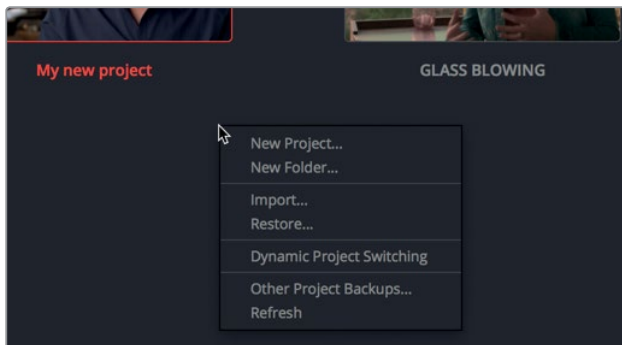 My new project
GLASS BLOWING
New Project...
New Folder...
Import...
Restore...
Dynamic Project Switching
Other Project Backups...
Refresh